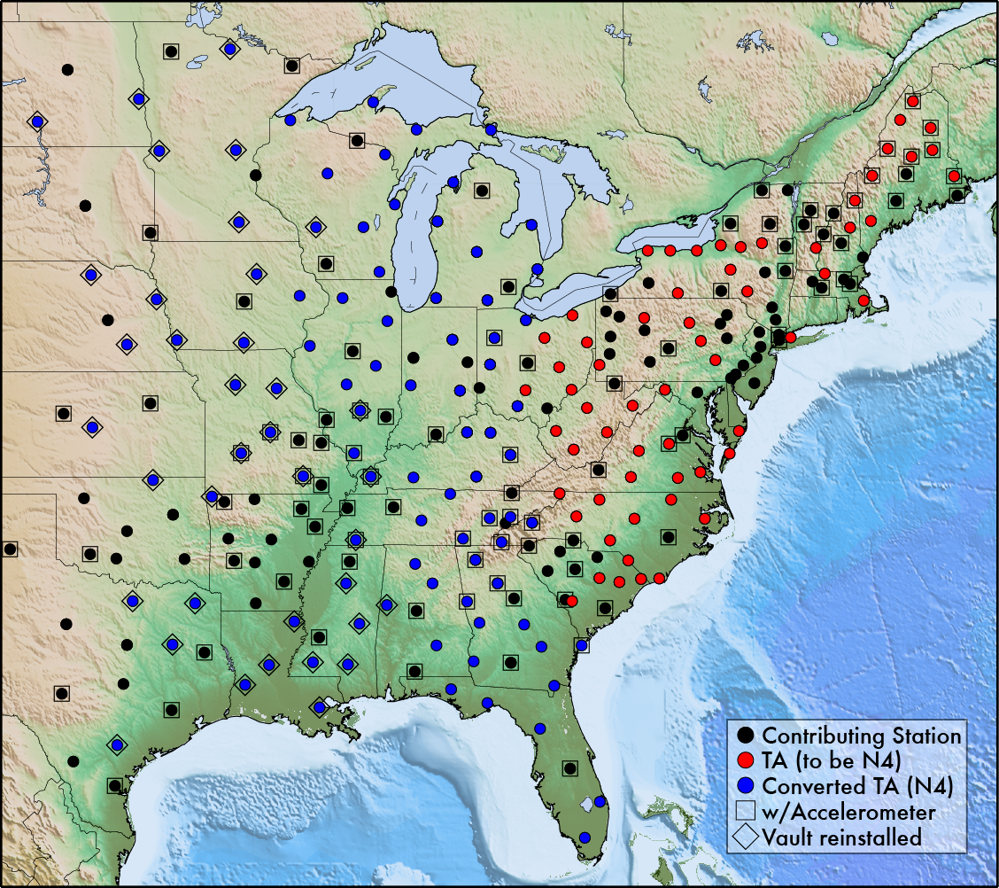 Contributing Station
TA (to be N4)
Converted TA (N4)
w/Accelerometer
Vault reinstalled